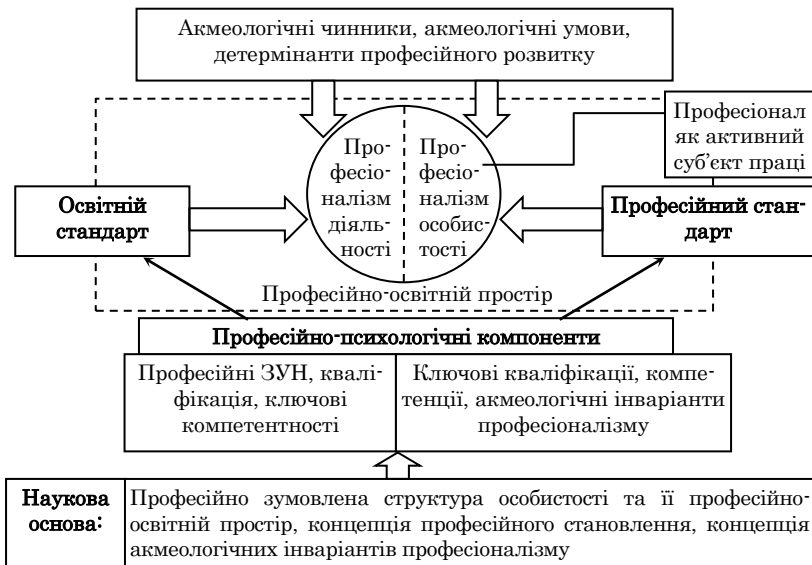 Акмеологічні чинники, акмеологічні умови,
детермінанти професійного розвитку
Професіонал
як активний
суб’єкт праці
Про-
фесіо-
налізм
діяль-
ності
Про-
фесіо-
налізм
особис-
тості
Освітній
стандарт
Професійний стан-
дарт
Професійно-освітній простір
Професійно-психологічні компоненти
Професійні ЗУН, квалі-
фікація, ключові
компетентності
Ключові кваліфікації, компе-
тенції, акмеологічні інваріанти
професіоналізму
Наукова
основа:
Професійно зумовлена структура особистості та її професійно-
освітній простір, концепція професійного становлення, концепція
акмеологічних інваріантів професіоналізму